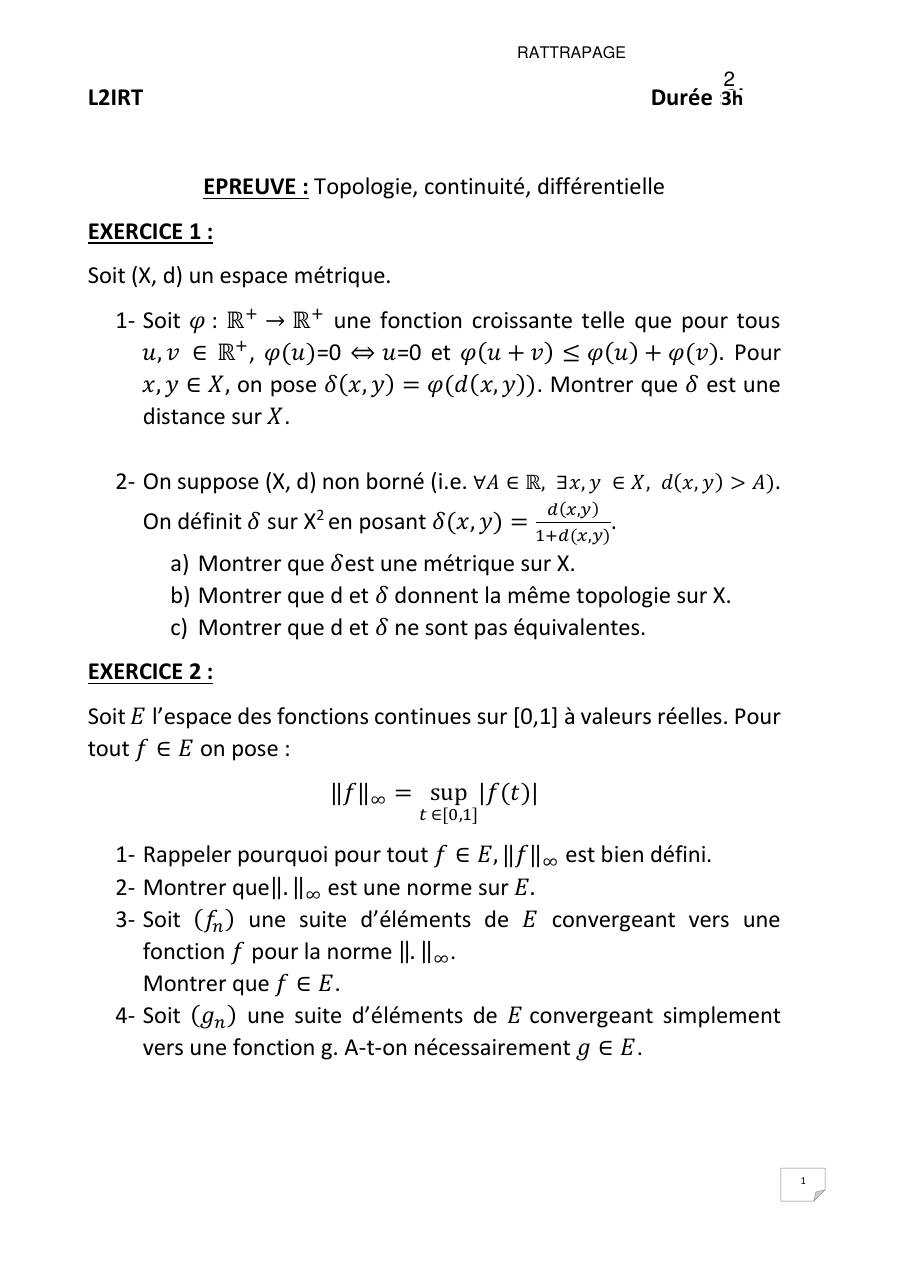 RATTRAPAGE
2
L2IRT Durée 3h
EPREUVE : Topologie, continuité, différentielle
EXERCICE 1 :
Soit (X, d) un espace métrique.
1- Soit 𝜑 : ℝ⁺ → ℝ⁺ une fonction croissante telle que pour tous
𝑢, 𝑣 ∈ ℝ⁺, 𝜑(𝑢)=0 ⇔ 𝑢=0 et 𝜑(𝑢 + 𝑣) ≤ 𝜑(𝑢) + 𝜑(𝑣). Pour
𝑥, 𝑦 ∈ 𝑋, on pose 𝛿(𝑥, 𝑦) = 𝜑(𝑑(𝑥, 𝑦)). Montrer que 𝛿 est une
distance sur 𝑋.
2- On suppose (X, d) non borné (i.e. ∀𝐴 ∈ ℝ, ∃𝑥, 𝑦 ∈ 𝑋, 𝑑(𝑥, 𝑦) > 𝐴).
On définit 𝛿 sur X² en posant 𝛿(𝑥, 𝑦) = 𝑑(𝑥,𝑦)/1+𝑑(𝑥,𝑦).
a) Montrer que 𝛿est une métrique sur X.
b) Montrer que d et 𝛿 donnent la même topologie sur X.
c) Montrer que d et 𝛿 ne sont pas équivalentes.
EXERCICE 2 :
Soit 𝐸 l’espace des fonctions continues sur [0,1] à valeurs réelles. Pour
tout 𝑓 ∈ 𝐸 on pose :
‖𝑓‖∞ = sup |𝑓(𝑡)|
𝑡 ∈[0,1]
1- Rappeler pourquoi pour tout 𝑓 ∈ 𝐸, ‖𝑓‖∞ est bien défini.
2- Montrer que‖. ‖∞ est une norme sur 𝐸.
3- Soit (𝑓ₙ) une suite d’éléments de 𝐸 convergeant vers une
fonction 𝑓 pour la norme ‖. ‖∞.
Montrer que 𝑓 ∈ 𝐸.
4- Soit (𝑔ₙ) une suite d’éléments de 𝐸 convergeant simplement
vers une fonction g. A-t-on nécessairement 𝑔 ∈ 𝐸.
1